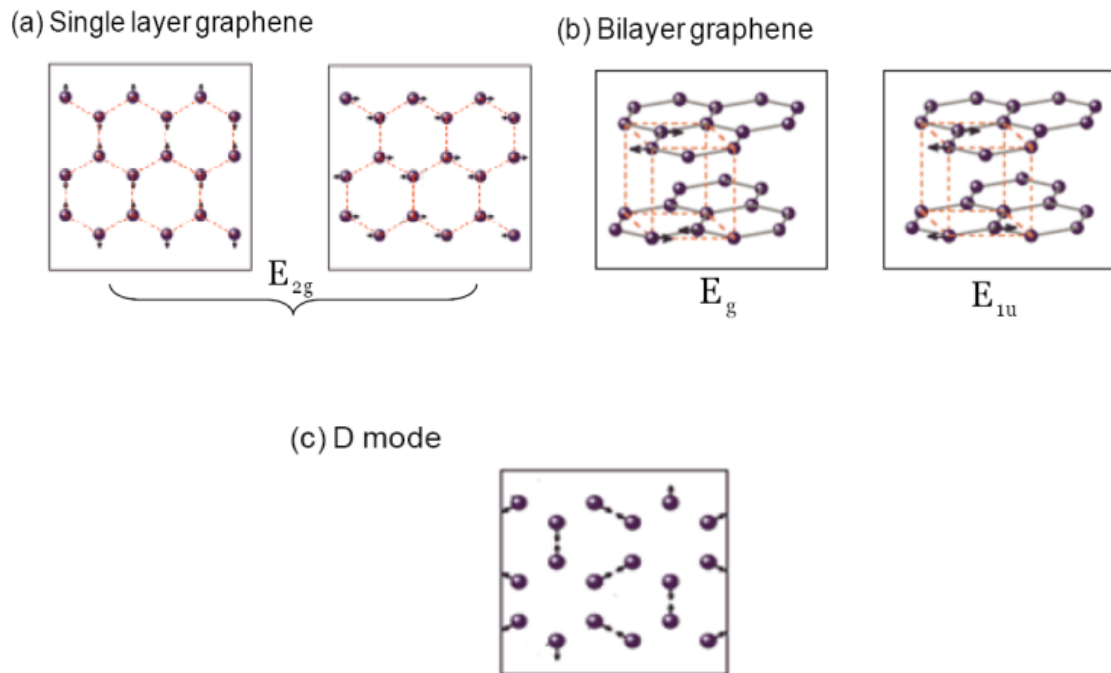 (a) Single layer graphene
(b) Bilayer graphene
E₂g
Eg
E₁u
(c) D mode